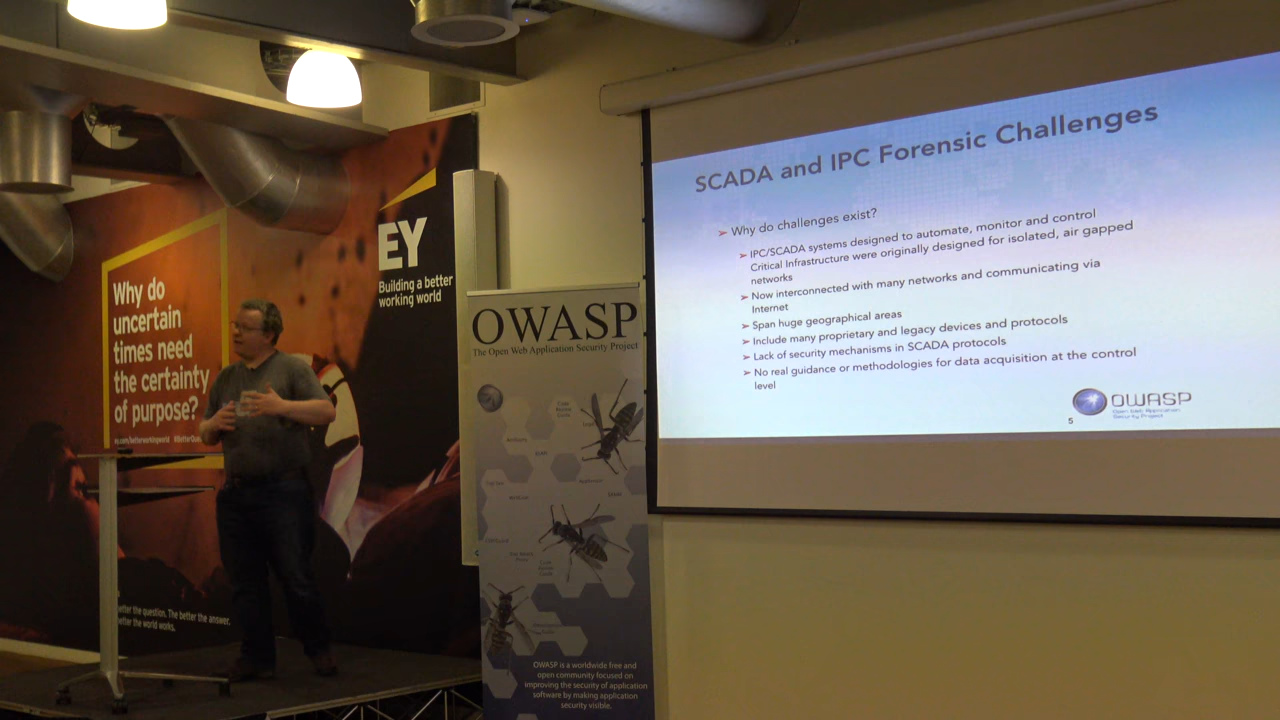 Why do
uncertain
times need
the certainty
of purpose?
EY
Building a better
working world
the question. The better the answer.
the world works.
OWASP
The Open Web Application Security Project
OWASP is a worldwide free and
open community focused on
improving the security of application
software by making application
security visible.
SCADA and IPC Forensic Challenges
➢ Why do challenges exist?
➢ IPC/SCADA systems designed to automate, monitor and control
Critical Infrastructure were originally designed for isolated, air gapped
networks
➢ Now interconnected with many networks and communicating via
Internet
➢ Span huge geographical areas
➢ Include many proprietary and legacy devices and protocols
➢ Lack of security mechanisms in SCADA protocols
➢ No real guidance or methodologies for data acquisition at the control
level
OWASP
Open Web Application
Security Project
5